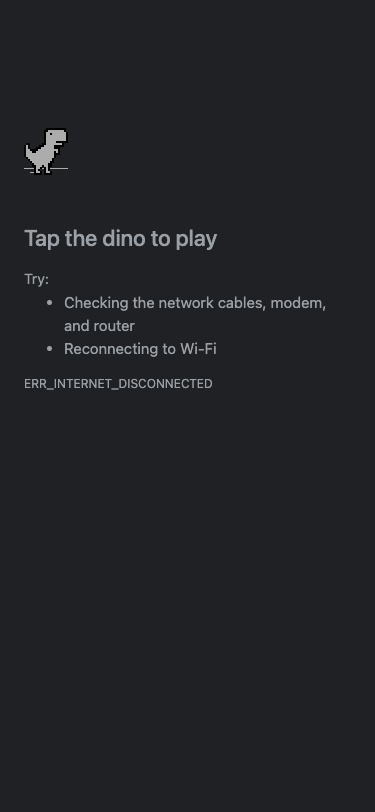 Tap the dino to play
Try:
• Checking the network cables, modem,
and router
• Reconnecting to Wi-Fi
ERR_INTERNET_DISCONNECTED